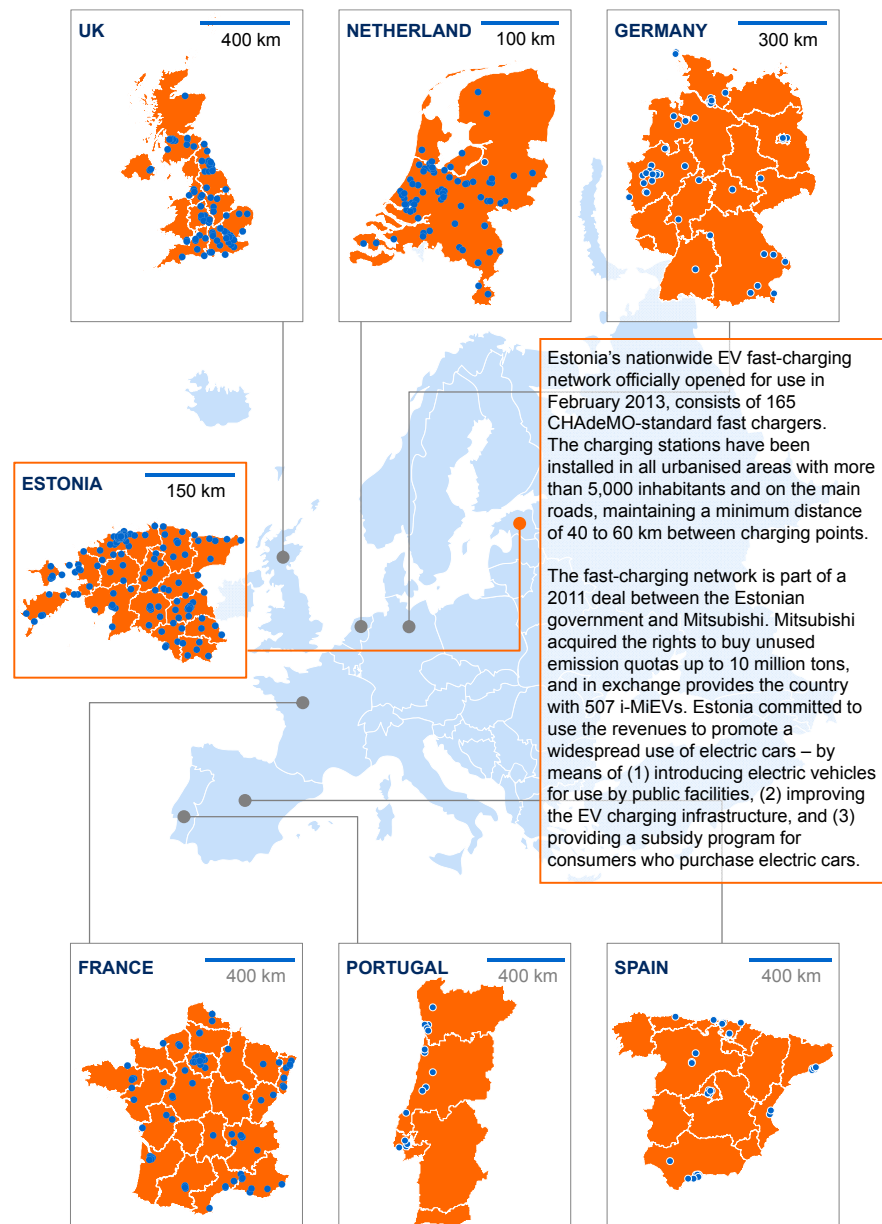 UK
400 km
NETHERLAND
100 km
GERMANY
300 km
Estonia's nationwide EV fast-charging
network officially opened for use in
February 2013, consists of 165
CHAdeMO-standard fast chargers.
The charging stations have been
installed in all urbanised areas with more
than 5,000 inhabitants and on the main
roads, maintaining a minimum distance
of 40 to 60 km between charging points.
The fast-charging network is part of a
2011 deal between the Estonian
government and Mitsubishi. Mitsubishi
acquired the rights to buy unused
emission quotas up to 10 million tons,
and in exchange provides the country
with 507 i-MiEVs. Estonia committed to
use the revenues to promote a
widespread use of electric cars – by
means of (1) introducing electric vehicles
for use by public facilities, (2) improving
the EV charging infrastructure, and (3)
providing a subsidy program for
consumers who purchase electric cars.
ESTONIA
150 km
FRANCE
400 km
PORTUGAL
400 km
SPAIN
400 km